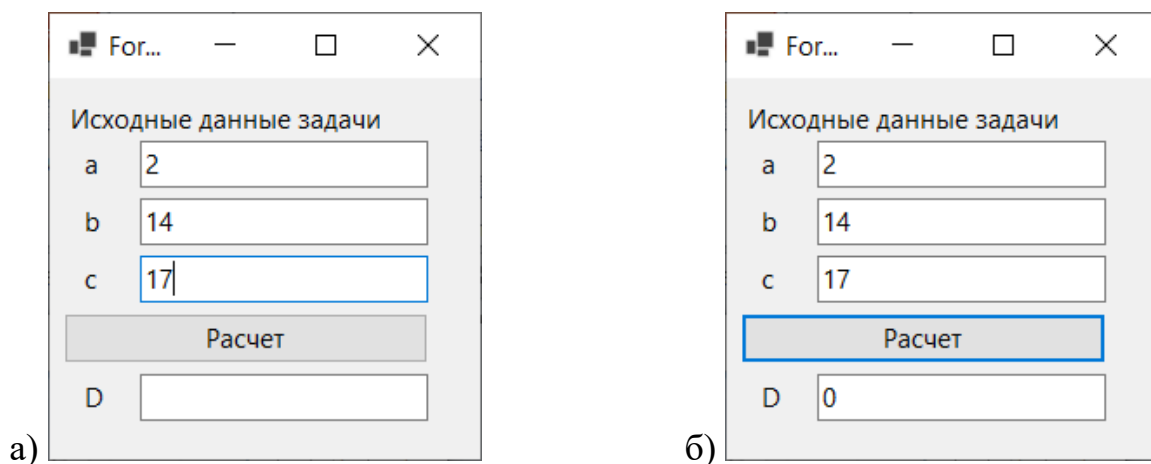 For...
Исходные данные задачи
a 2
b 14
c 17
Расчет
D
а)
For...
Исходные данные задачи
a 2
b 14
c 17
Расчет
D 0
б)